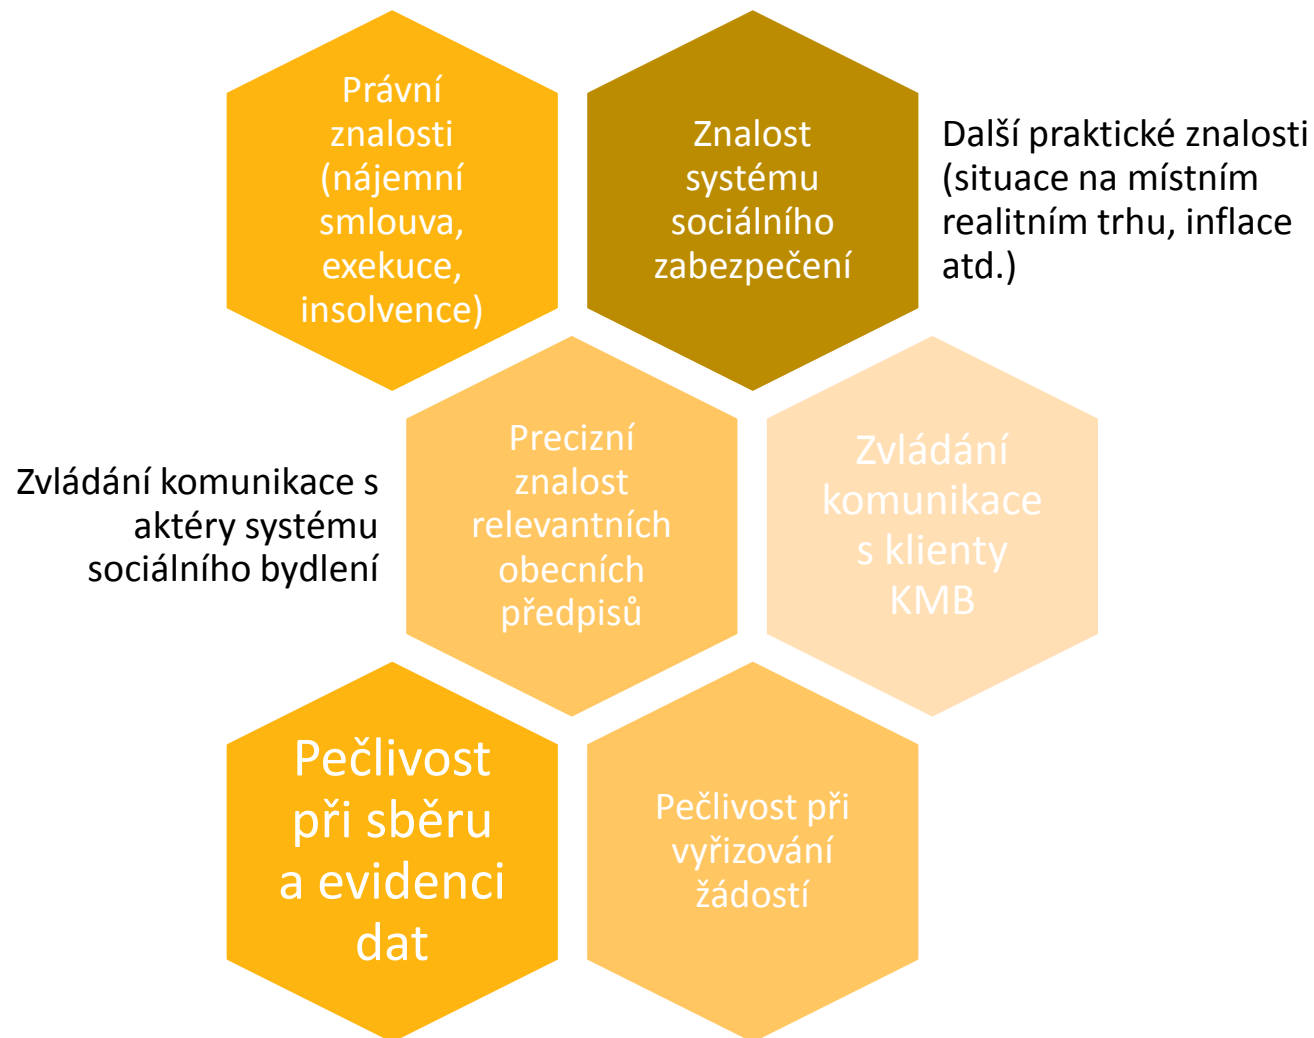 Právní
znalosti
(nájemní
smlouva,
exekuce,
insolvence)
Znalost
systému
sociálního
zabezpečení
Další praktické znalosti
(situace na místním
realitním trhu, inflace
atd.)
Zvládání komunikace s
aktéry systému
sociálního bydlení
Precizní
znalost
relevantních
obecních
předpisů
Zvládání
komunikace
s klienty
KMB
Pečlivost
při sběru
a evidenci
dat
Pečlivost při
vyřizování
žádostí